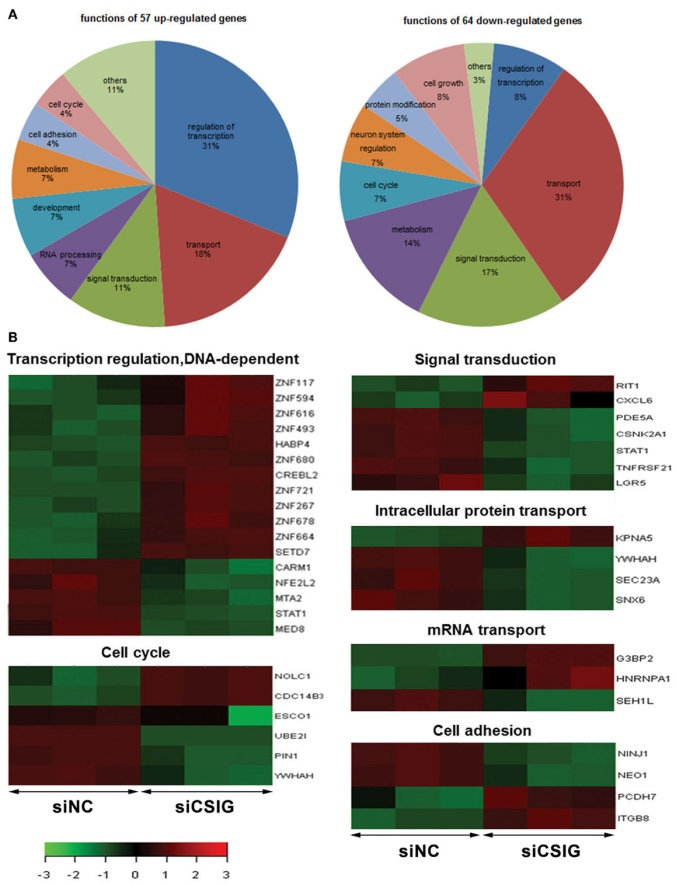 A
functions of 57 up-regulated genes
others
11%
cell cycle
4%
cell adhesion
4%
metabolism
7%
development
7%
RNA processing
7%
signal transduction
11%
transport
18%
regulation of
transcription
31%
functions of 64 down-regulated genes
others
3%
regulation of
transcription
8%
cell growth
8%
protein modification
5%
neuron system
regulation
7%
cell cycle
7%
metabolism
14%
signal transduction
17%
transport
31%
B
Transcription regulation,DNA-dependent
ZNF117
ZNF594
ZNF616
ZNF493
HABP4
ZNF680
CREBL2
ZNF721
ZNF267
ZNF678
ZNF664
SETD7
CARM1
NFE2L2
MTA2
STAT1
MED8
Cell cycle
NOLC1
CDC14B3
ESCO1
UBE2I
PIN1
YWHAH
siNC
siCSIG
-3 -2 -1 0 1 2 3
Signal transduction
RIT1
CXCL6
PDE5A
CSNK2A1
STAT1
TNFRSF21
LGR5
Intracellular protein transport
KPNA5
YWHAH
SEC23A
SNX6
mRNA transport
G3BP2
HNRNPA1
SEH1L
Cell adhesion
NINJ1
NEO1
PCDH7
ITGB8
siNC
siCSIG